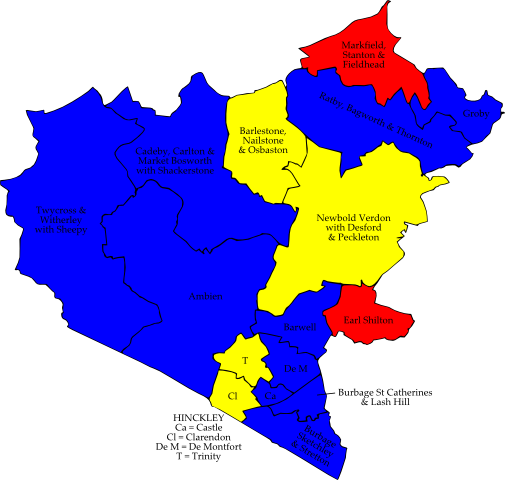 Markfield,
Stanton &
Fieldhead
Ratby, Bagworth & Thornton
Groby
Barlestone,
Nailstone
& Osbaston
Cadeby, Carlton &
Market Bosworth
with Shackerstone
Twycross &
Witherley
with Sheepy
Newbold Verdon
with Desford
& Peckleton
Ambien
Barwell
Earl Shilton
T
De M
Cl
Ca
Burbage St Catherines
& Lash Hill
Burbage
Sketchley
& Stretton
HINCKLEY
Ca = Castle
Cl = Clarendon
De M = De Montfort
T = Trinity